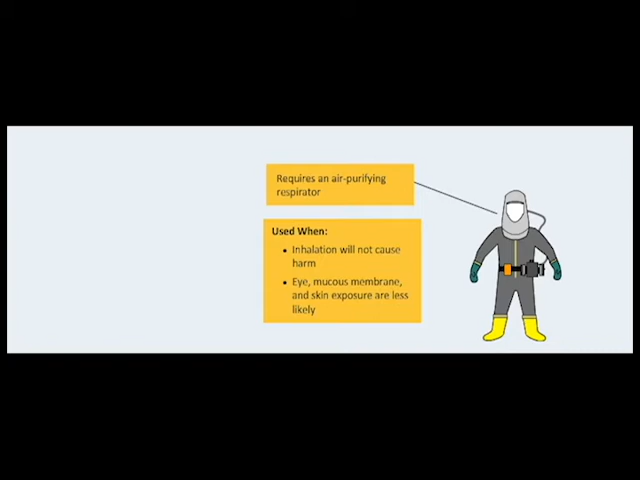 Requires an air-purifying
respirator
Used When:
• Inhalation will not cause
harm
• Eye, mucous membrane,
and skin exposure are less
likely